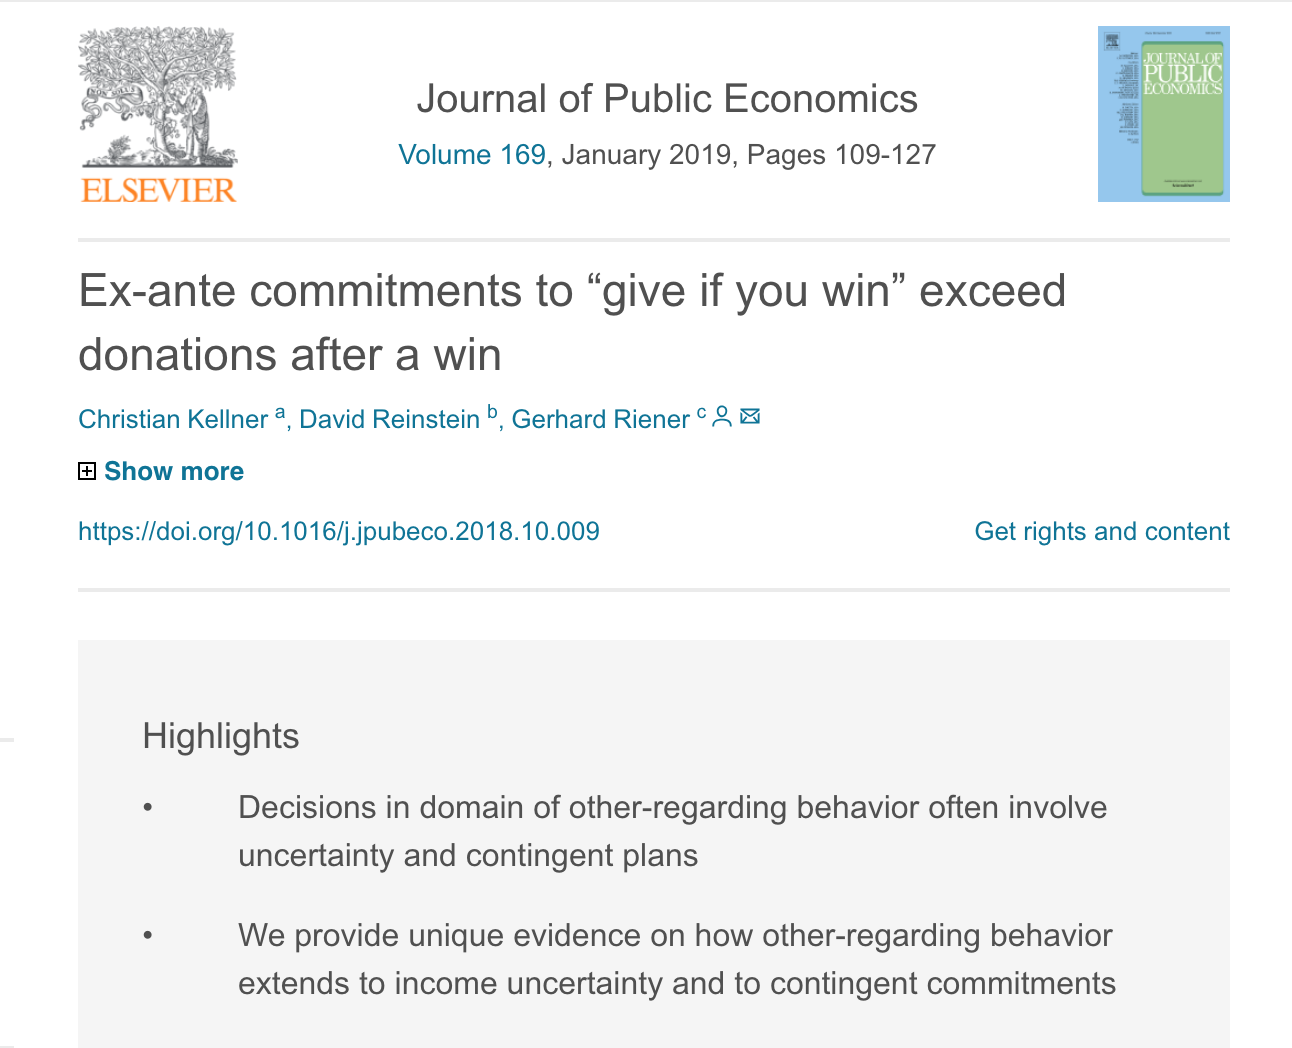 ELSEVIER
Journal of Public Economics
Volume 169, January 2019, Pages 109-127
JOURNAL OF
PUBLIC
ECONOMICS
Ex-ante commitments to “give if you win” exceed
donations after a win
Christian Kellner a, David Reinstein b, Gerhard Riener c
Show more
https://doi.org/10.1016/j.jpubeco.2018.10.009
Get rights and content
Highlights
• Decisions in domain of other-regarding behavior often involve
uncertainty and contingent plans
• We provide unique evidence on how other-regarding behavior
extends to income uncertainty and to contingent commitments